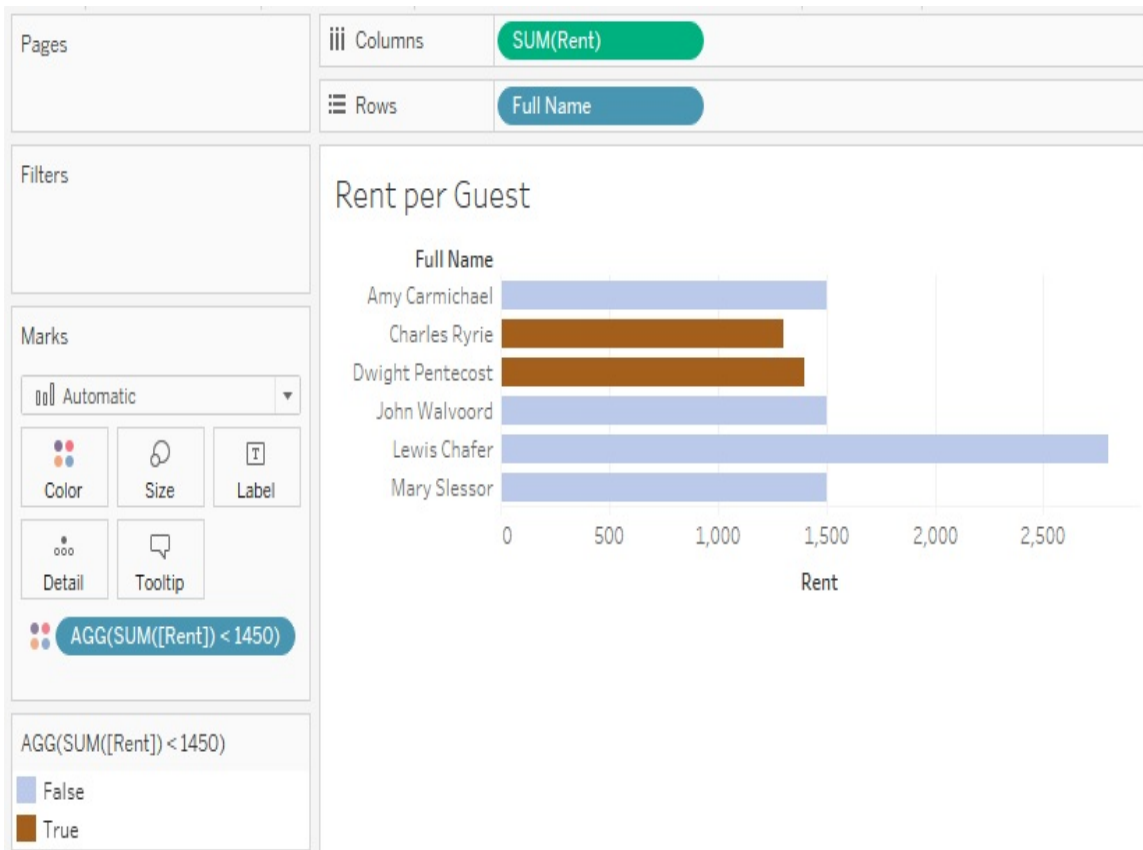 Pages
Columns
SUM(Rent)
Rows
Full Name
Filters
Rent per Guest
Full Name
Amy Carmichael
Charles Ryrie
Dwight Pentecost
John Walvoord
Lewis Chafer
Mary Slessor
0 500 1,000 1,500 2,000 2,500
Rent
Marks
Automatic
Color Size Label
Detail Tooltip
AGG(SUM([Rent]) < 1450)
AGG(SUM([Rent]) < 1450)
False
True